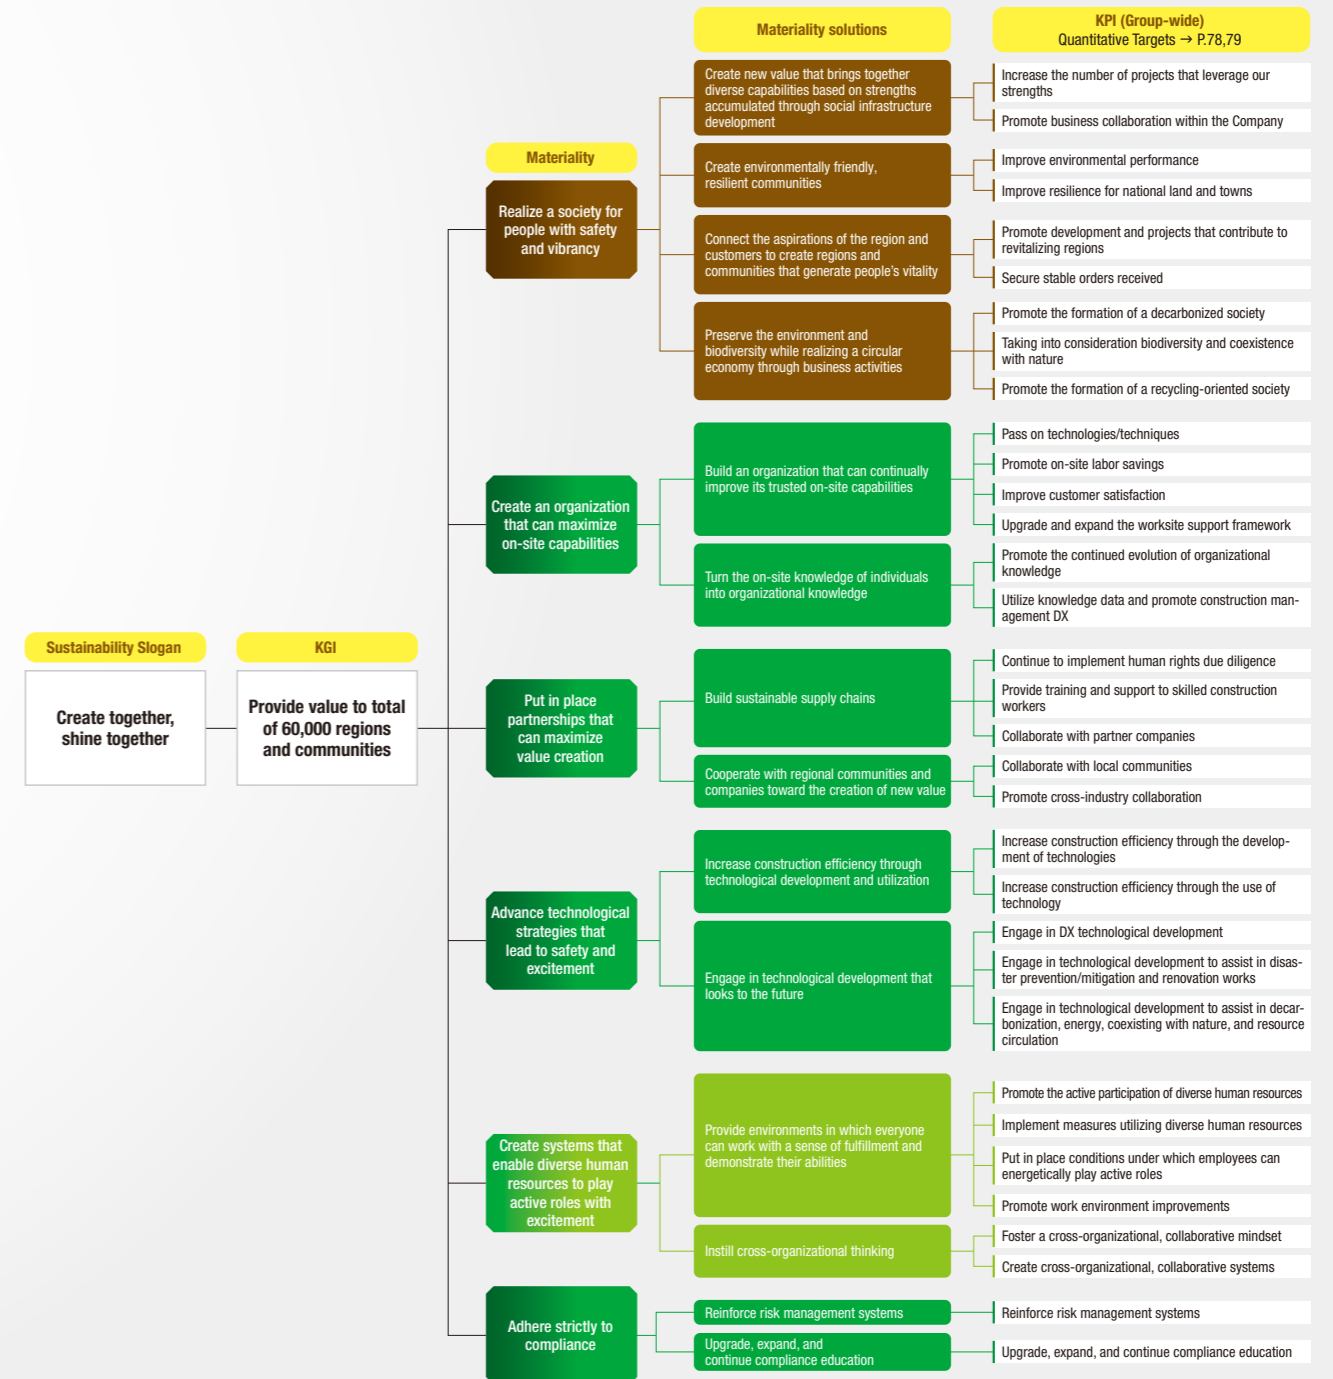 Sustainability Slogan
Create together,
shine together
KGI
Provide value to total
of 60,000 regions
and communities
Materiality
Materiality solutions
KPI (Group-wide)
Quantitative Targets → P.78,79
Realize a society for
people with safety
and vibrancy
Create new value that brings together
diverse capabilities based on strengths
accumulated through social infrastructure
development
Increase the number of projects that leverage our
strengths
Promote business collaboration within the Company
Create environmentally friendly,
resilient communities
Improve environmental performance
Improve resilience for national land and towns
Connect the aspirations of the region and
customers to create regions and
communities that generate people's vitality
Promote development and projects that contribute to
revitalizing regions
Secure stable orders received
Preserve the environment and
biodiversity while realizing a circular
economy through business activities
Promote the formation of a decarbonized society
Taking into consideration biodiversity and coexistence
with nature
Promote the formation of a recycling-oriented society
Create an organization
that can maximize
on-site capabilities
Build an organization that can continually
improve its trusted on-site capabilities
Pass on technologies/techniques
Promote on-site labor savings
Improve customer satisfaction
Upgrade and expand the worksite support framework
Turn the on-site knowledge of individuals
into organizational knowledge
Promote the continued evolution of organizational
knowledge
Utilize knowledge data and promote construction man-
agement DX
Put in place
partnerships that
can maximize
value creation
Build sustainable supply chains
Continue to implement human rights due diligence
Provide training and support to skilled construction
workers
Collaborate with partner companies
Cooperate with regional communities and
companies toward the creation of new value
Collaborate with local communities
Promote cross-industry collaboration
Advance technological
strategies that
lead to safety and
excitement
Increase construction efficiency through
technological development and utilization
Increase construction efficiency through the develop-
ment of technologies
Increase construction efficiency through the use of
technology
Engage in technological development that
looks to the future
Engage in DX technological development
Engage in technological development to assist in disas-
ter prevention/mitigation and renovation works
Engage in technological development to assist in decar-
bonization, energy, coexisting with nature, and resource
circulation
Create systems that
enable diverse human
resources to play
active roles with
excitement
Provide environments in which everyone
can work with a sense of fulfillment and
demonstrate their abilities
Promote the active participation of diverse human resources
Implement measures utilizing diverse human resources
Put in place conditions under which employees can
energetically play active roles
Promote work environment improvements
Instill cross-organizational thinking
Foster a cross-organizational, collaborative mindset
Create cross-organizational, collaborative systems
Adhere strictly to
compliance
Reinforce risk management systems
Reinforce risk management systems
Upgrade, expand, and
continue compliance education
Upgrade, expand, and continue compliance education